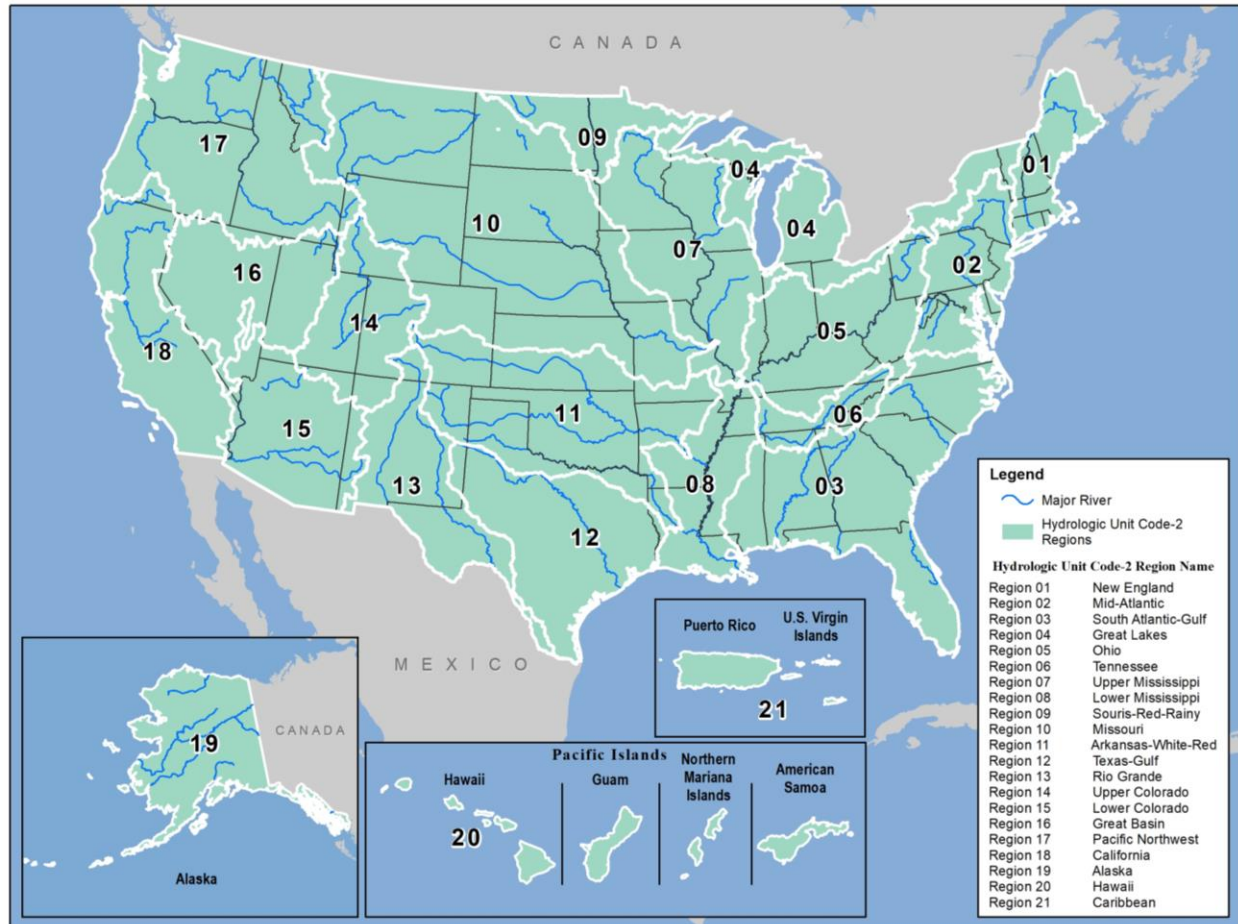 CANADA
17
09
04
01
10
04
07
16
02
14
05
18
11
06
15
13
08
03
12
MEXICO
Legend
Major River
Hydrologic Unit Code-2
Regions
Hydrologic Unit Code-2 Region Name
Region 01 New England
Region 02 Mid-Atlantic
Region 03 South Atlantic-Gulf
Region 04 Great Lakes
Region 05 Ohio
Region 06 Tennessee
Region 07 Upper Mississippi
Region 08 Lower Mississippi
Region 09 Souris-Red-Rainy
Region 10 Missouri
Region 11 Arkansas-White-Red
Region 12 Texas-Gulf
Region 13 Rio Grande
Region 14 Upper Colorado
Region 15 Lower Colorado
Region 16 Great Basin
Region 17 Pacific Northwest
Region 18 California
Region 19 Alaska
Region 20 Hawaii
Region 21 Caribbean
Puerto Rico
U.S. Virgin
Islands
21
CANADA
19
Alaska
Pacific Islands
Hawaii
20
Guam
Northern
Mariana
Islands
American
Samoa